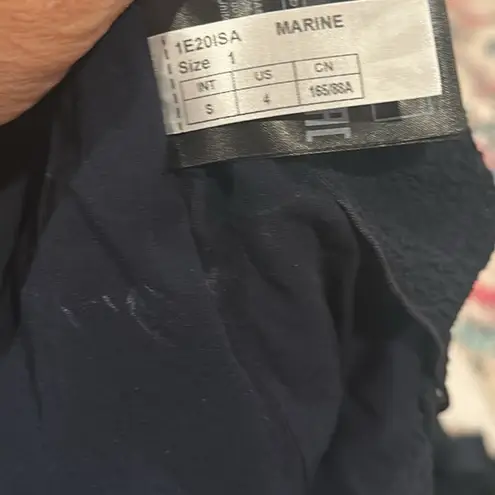 1E20ISA MARINE
Size 1
INT US CN
S 4 165/88A